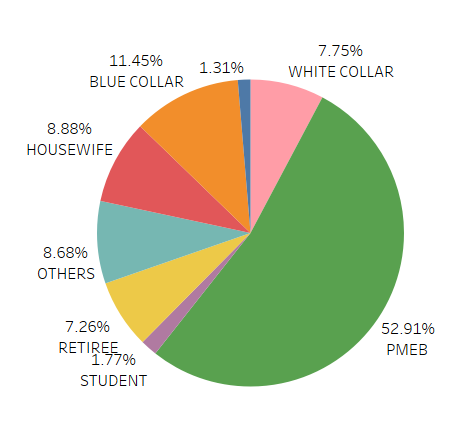 7.75%
WHITE COLLAR
52.91%
PMEB
1.77%
STUDENT
7.26%
RETIREE
8.68%
OTHERS
8.88%
HOUSEWIFE
11.45%
BLUE COLLAR
1.31%